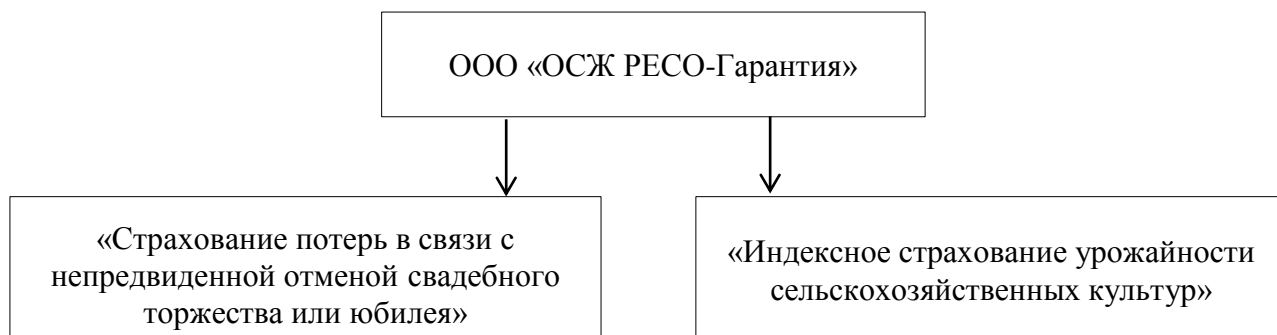 ООО «ОСЖ РЕСО-Гарантия»
«Страхование потерь в связи с
непредвиденной отменой свадебного
торжества или юбилея»
«Индексное страхование урожайности
сельскохозяйственных культур»